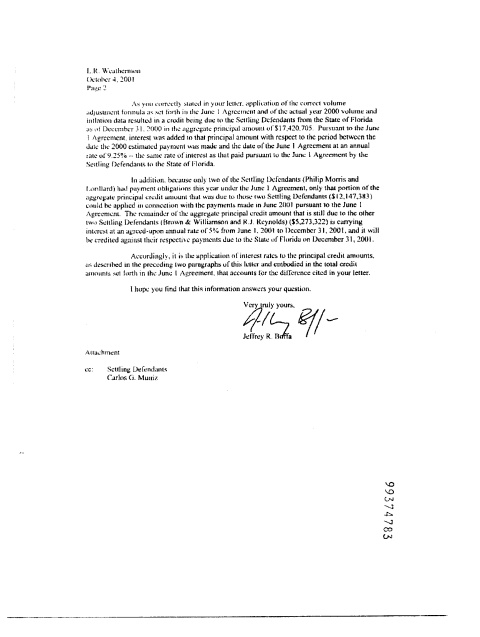 I. R. Weathermon
October 4, 2001
Page 2
As you correctly stated in your letter, application of the correct volume
adjustment formula as set forth in the June 1 Agreement and of the actual year 2000 volume and
inflation data resulted in a credit being due to the Settling Defendants from the State of Florida
as of December 31, 2000 in the aggregate principal amount of $17,420,705. Pursuant to the June
1 Agreement, interest was added to that principal amount with respect to the period between the
date the 2000 estimated payment was made and the date of the June 1 Agreement at an annual
rate of 9.25% -- the same rate of interest as that paid pursuant to the June 1 Agreement by the
Settling Defendants to the State of Florida.
In addition, because only two of the Settling Defendants (Philip Morris and
Lorillard) had payment obligations this year under the June 1 Agreement, only that portion of the
aggregate principal credit amount that was due to those two Settling Defendants ($12,147,383)
could be applied in connection with the payments made in June 2001 pursuant to the June 1
Agreement. The remainder of the aggregate principal credit amount that is still due to the other
two Settling Defendants (Brown & Williamson and R.J. Reynolds) ($5,273,322) is carrying
interest at an agreed-upon annual rate of 5% from June 1, 2001 to December 31, 2001, and it will
be credited against their respective payments due to the State of Florida on December 31, 2001.
Accordingly, it is the application of interest rates to the principal credit amounts,
as described in the preceding two paragraphs of this letter and embodied in the total credit
amounts set forth in the June 1 Agreement, that accounts for the difference cited in your letter.
I hope you find that this information answers your question.
Very truly yours,
Jeffrey R. Boffa
Attachment
cc: Settling Defendants
Carlos G. Muniz
99374783